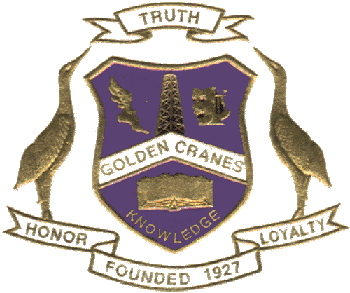 TRUTH
GOLDEN CRANES
KNOWLEDGE
HONOR
LOYALTY
FOUNDED 1927